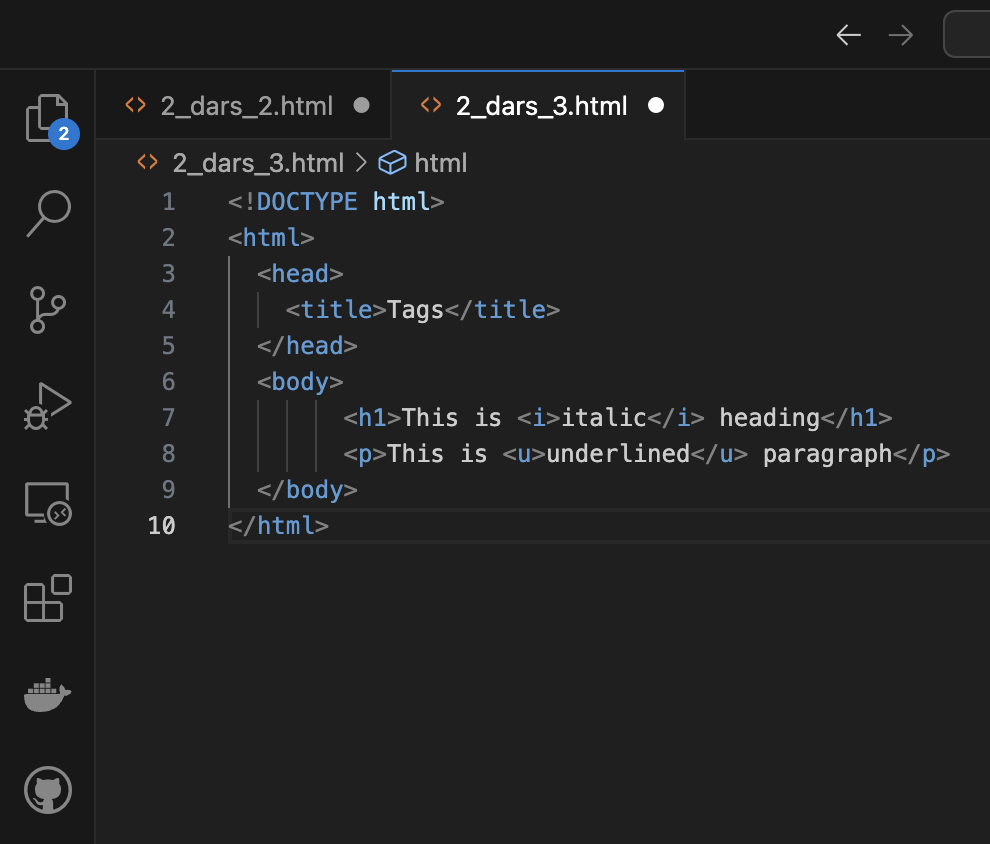 2_dars_2.html
2_dars_3.html
2
2_dars_3.html > html
1 <!DOCTYPE html>
2 <html>
3   <head>
4     <title>Tags</title>
5   </head>
6   <body>
7         <h1>This is <i>italic</i> heading</h1>
8         <p>This is <u>underlined</u> paragraph</p>
9   </body>
10 </html>